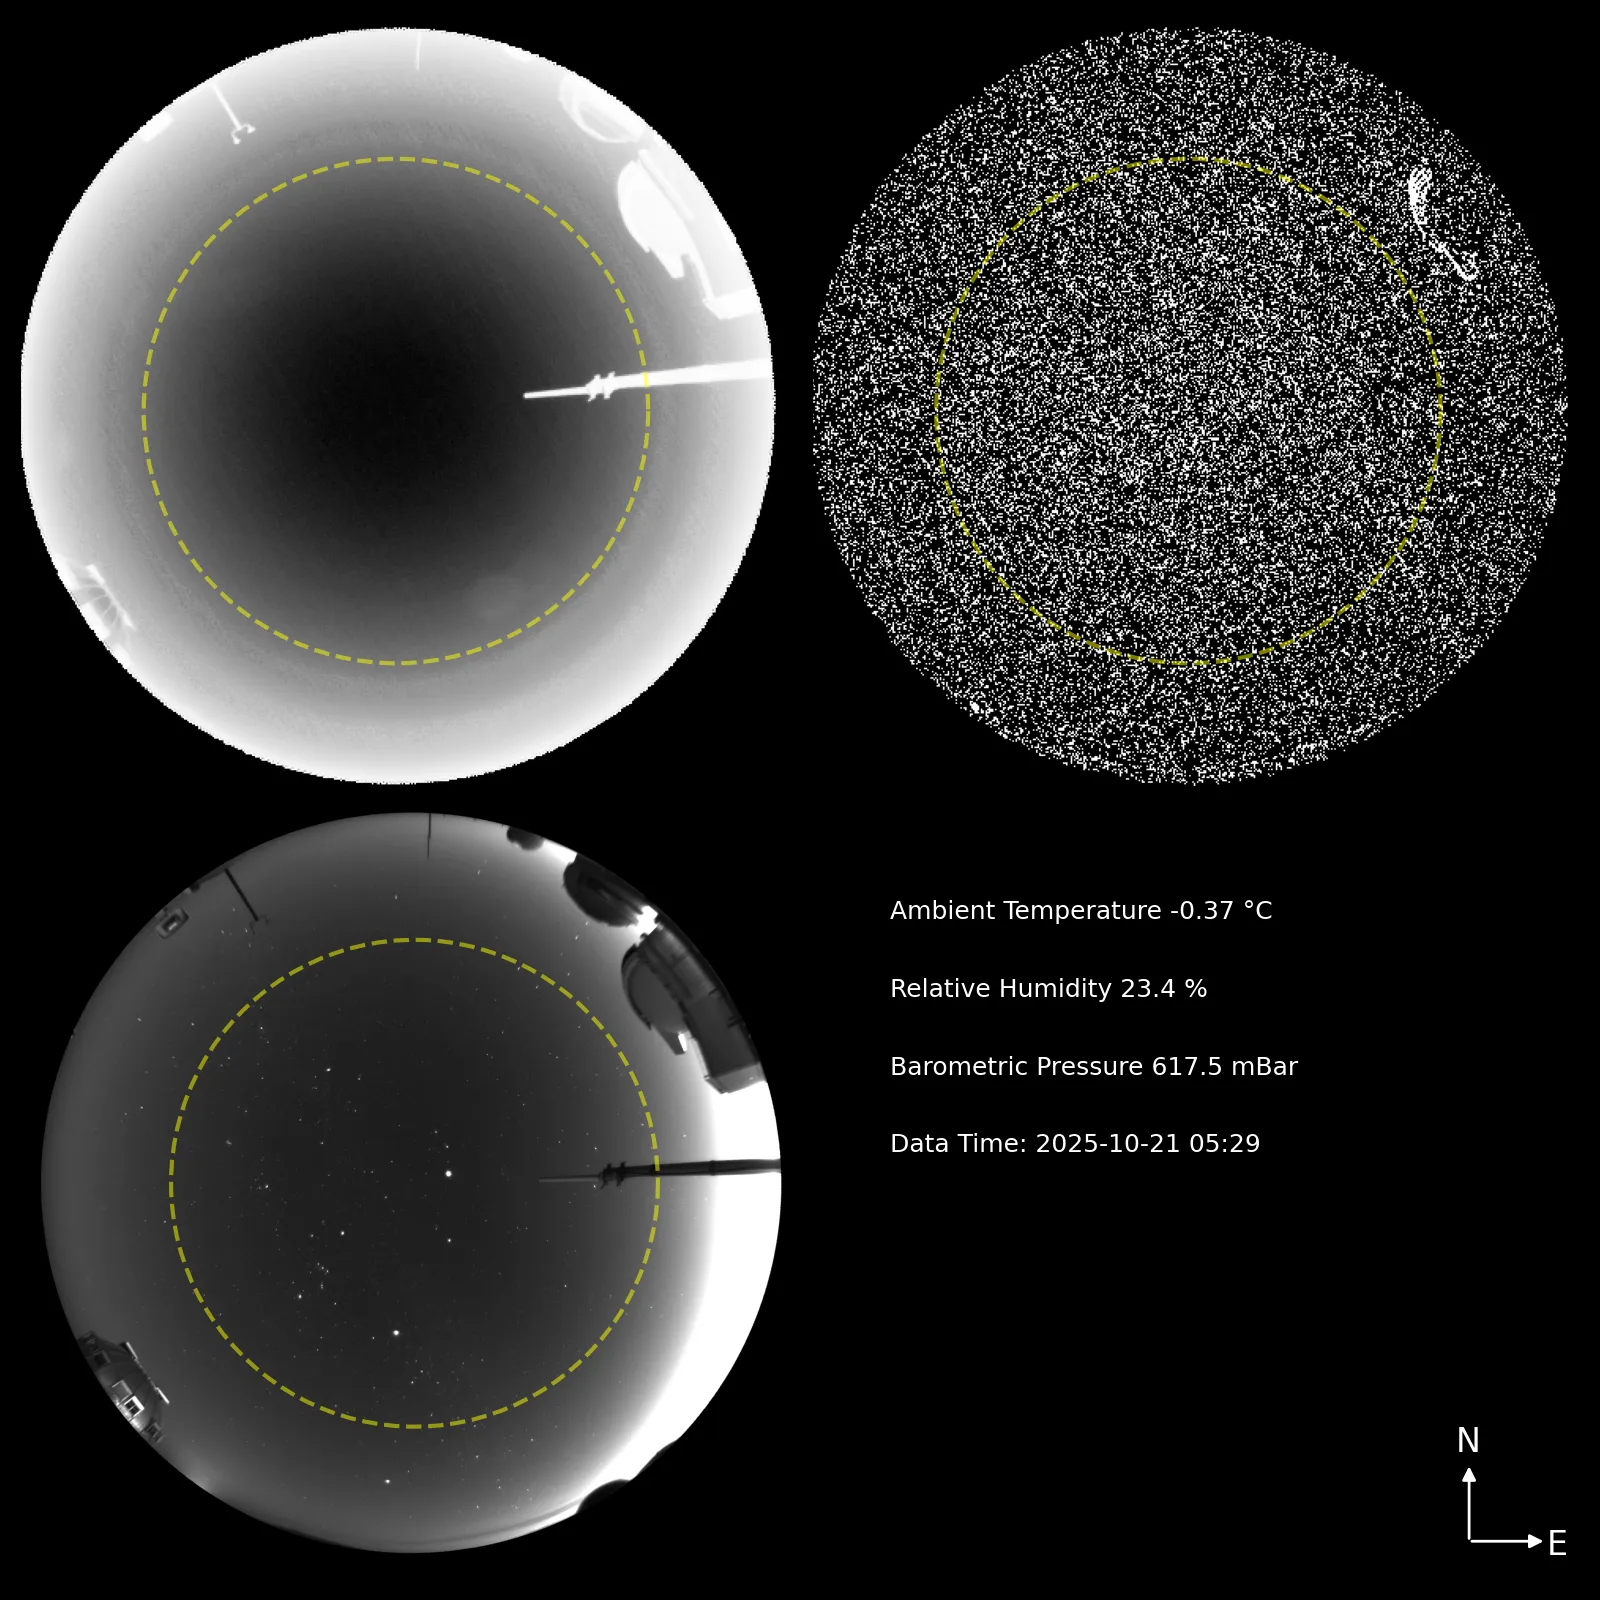 Ambient Temperature -0.37 °C
Relative Humidity 23.4 %
Barometric Pressure 617.5 mBar
Data Time: 2025-10-21 05:29
N
E